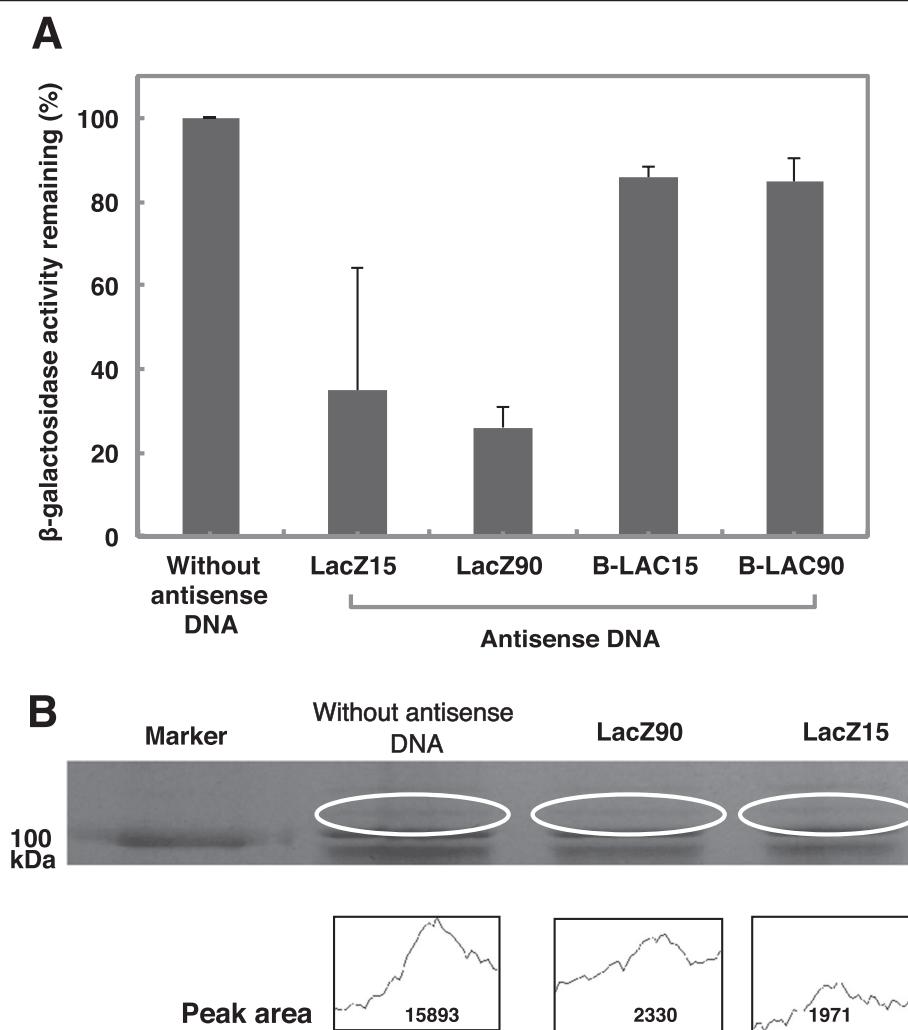 A
β-galactosidase activity remaining (%)
100
80
60
40
20
0
Without antisense DNA
LacZ15
LacZ90
B-LAC15
B-LAC90
Antisense DNA
B
Marker
Without antisense
DNA
LacZ90
LacZ15
100
kDa
Peak area
15893
2330
1971